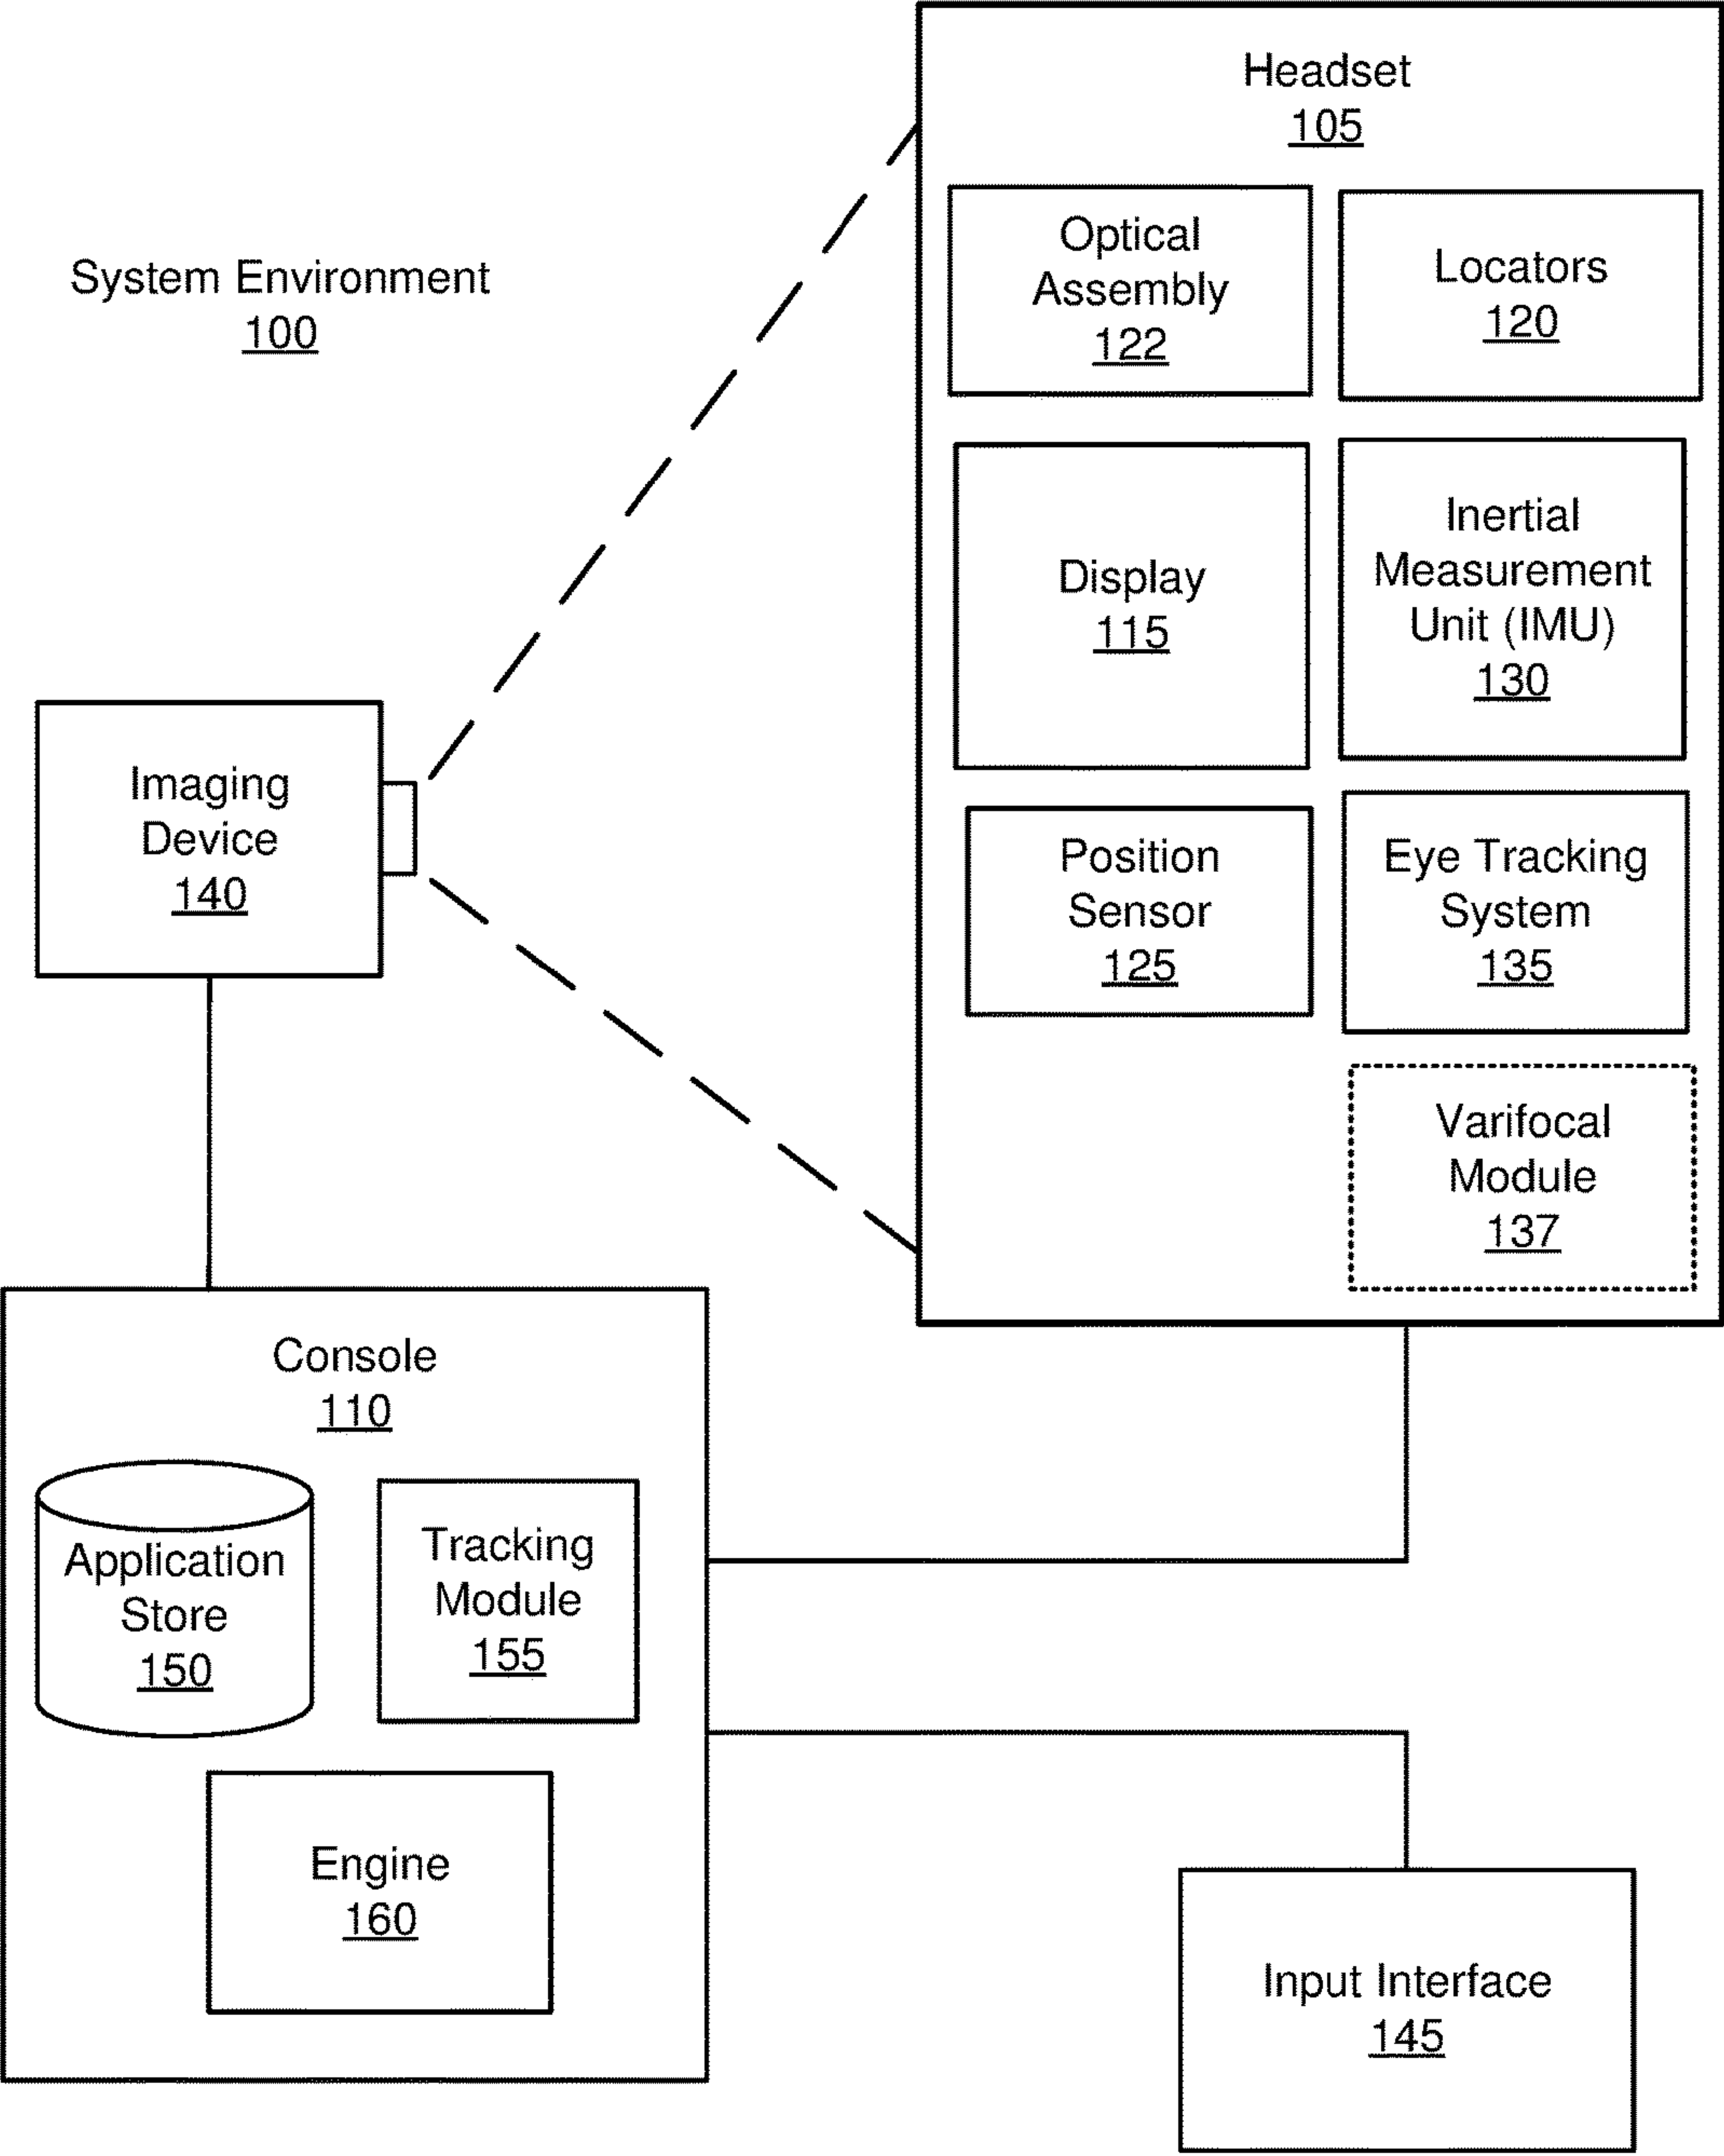 System Environment
100
Headset
105
Optical
Assembly
122
Locators
120
Display
115
Inertial
Measurement
Unit (IMU)
130
Position
Sensor
125
Eye Tracking
System
135
Varifocal
Module
137
Imaging
Device
140
Console
110
Application
Store
150
Tracking
Module
155
Engine
160
Input Interface
145